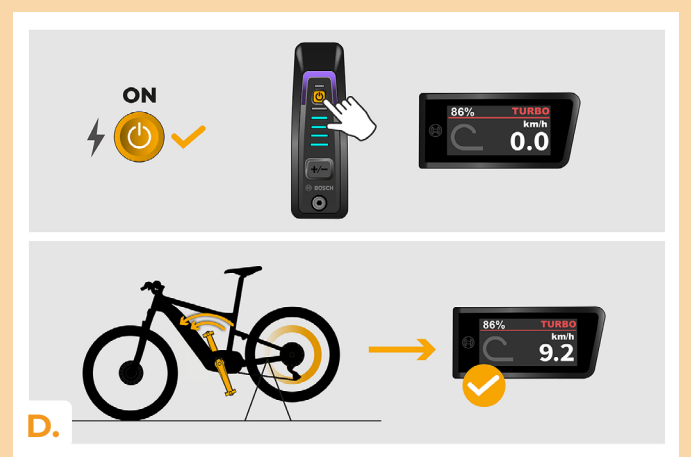 ON
+/−
BOSCH
86% TURBO
km/h
0.0
86% TURBO
km/h
9.2
D.